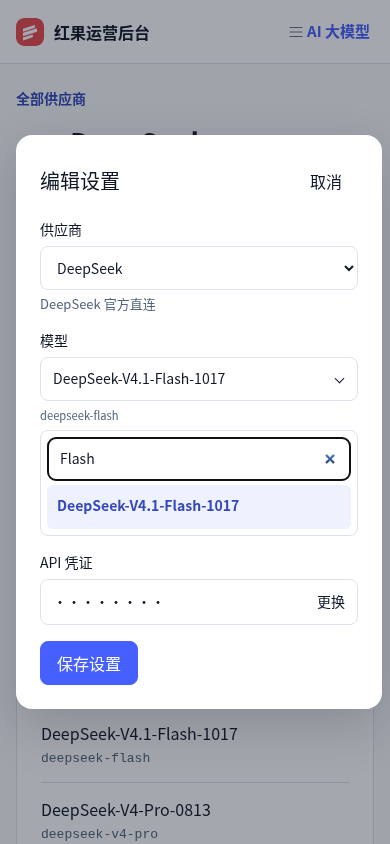 红果运营后台
AI 大模型
全部供应商
编辑设置
取消
供应商
DeepSeek
DeepSeek 官方直连
模型
DeepSeek-V4.1-Flash-1017
deepseek-flash
Flash
DeepSeek-V4.1-Flash-1017
API 凭证
更换
保存设置
DeepSeek-V4.1-Flash-1017
deepseek-flash
DeepSeek-V4-Pro-0813
deepseek-v4-pro